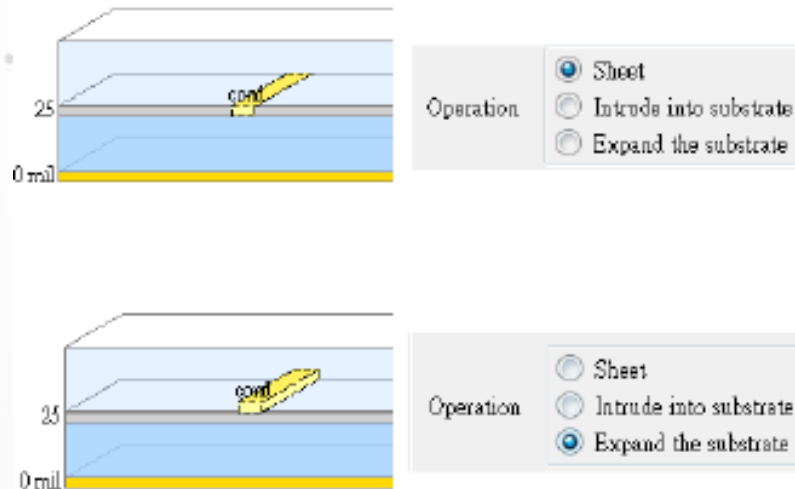 cond
25
0 mil
Operation
Sheet
Intrude into substrate
Expand the substrate
cond
25
0 mil
Operation
Sheet
Intrude into substrate
Expand the substrate